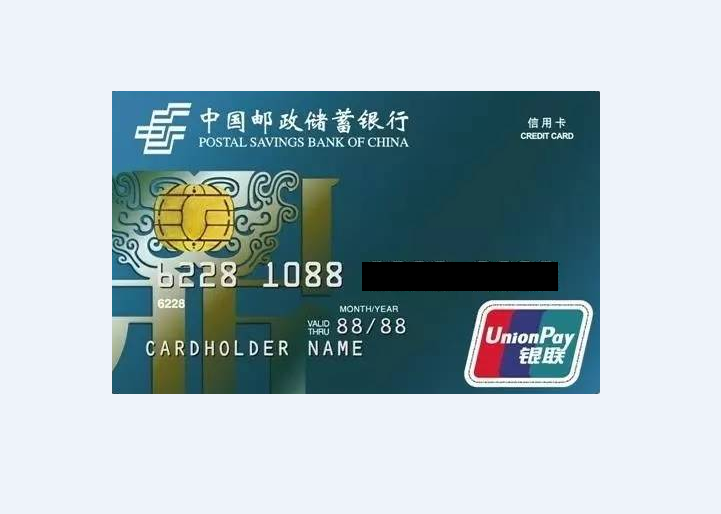 中国邮政储蓄银行
POSTAL SAVINGS BANK OF CHINA
信用卡
CREDIT CARD
6228 1088
6228
MONTH/YEAR
VALID THRU 88/88
CARDHOLDER NAME
UnionPay
银联